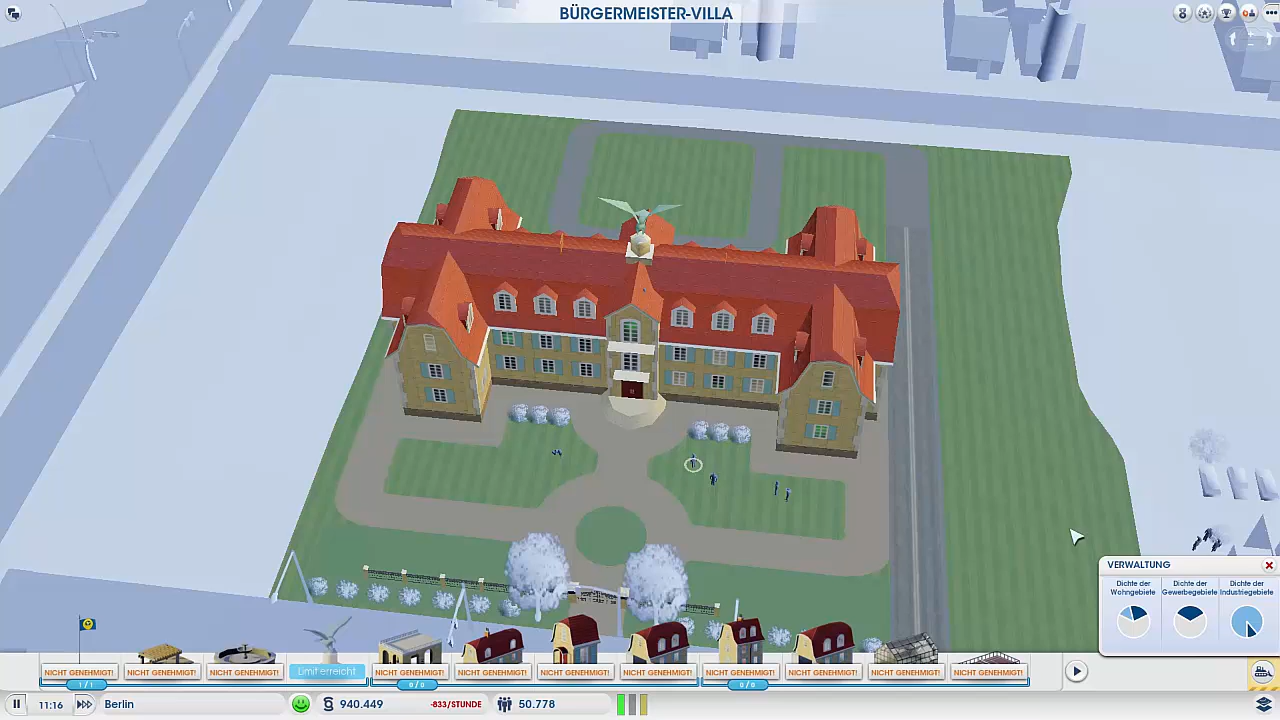 BÜRGERMEISTER-VILLA
VERWALTUNG
Dichte der Wohngebiete
Dichte der Gewerbegebiete
Dichte der Industriegebiete
NICHT GENEHMIGT!
NICHT GENEHMIGT!
NICHT GENEHMIGT!
Limit erreicht
NICHT GENEHMIGT!
NICHT GENEHMIGT!
NICHT GENEHMIGT!
NICHT GENEHMIGT!
NICHT GENEHMIGT!
NICHT GENEHMIGT!
NICHT GENEHMIGT!
NICHT GENEHMIGT!
1 / 1
0 / 0
0 / 0
11:16
Berlin
940.449
-833/STUNDE
50.778